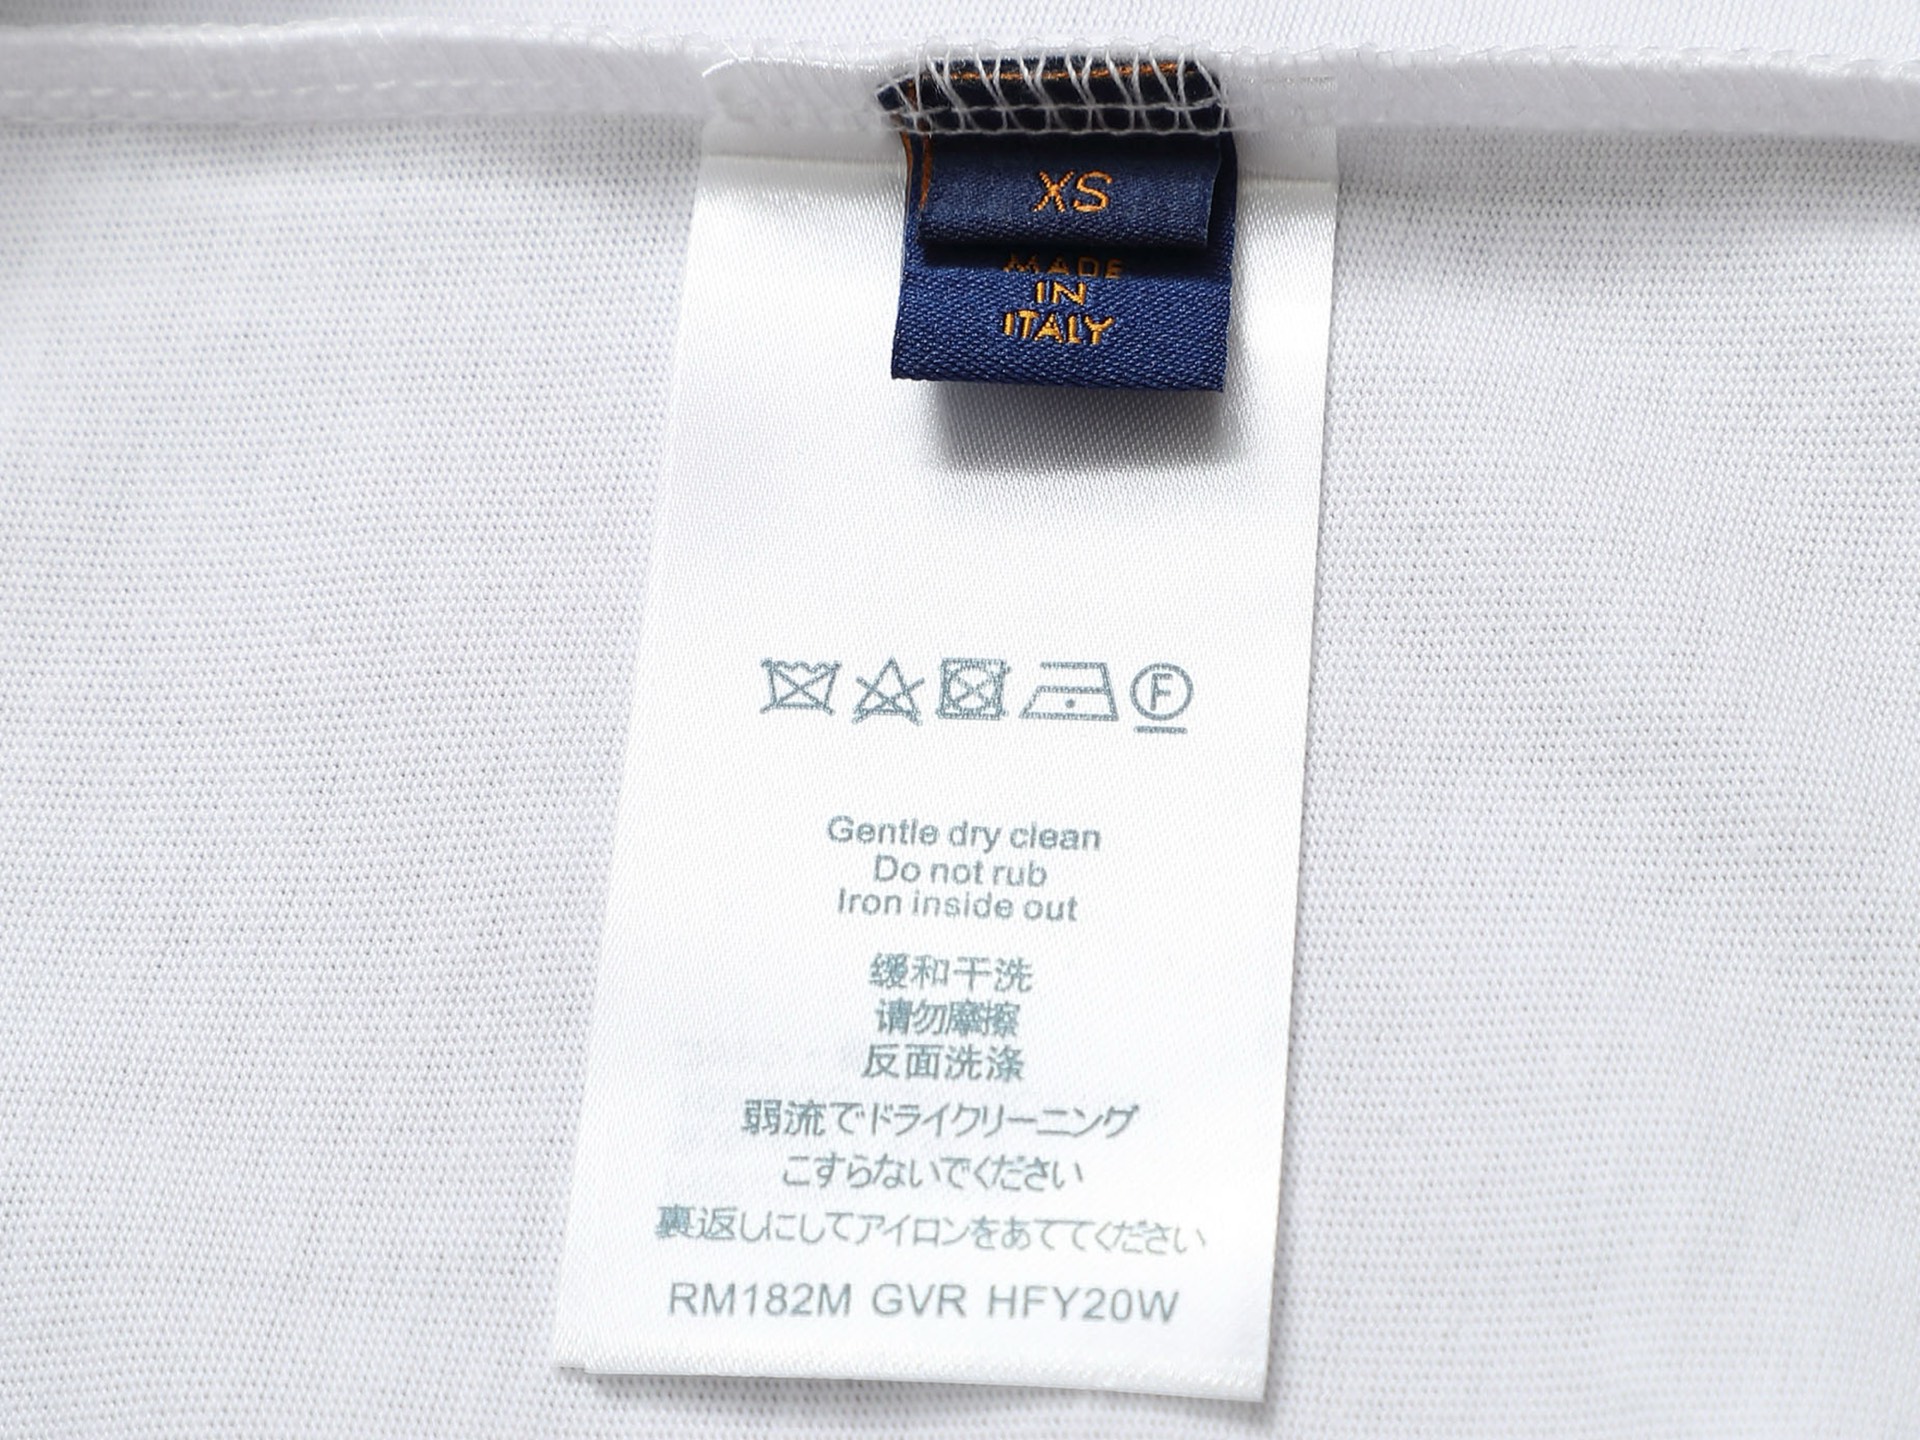 XS
MADE
IN
ITALY
F
Gentle dry clean
Do not rub
Iron inside out
缓和干洗
请勿摩擦
反面洗涤
弱流でドライクリーニング
こすらないでください
裏返しにしてアイロンをあててください
RM182M GVR HFY20W